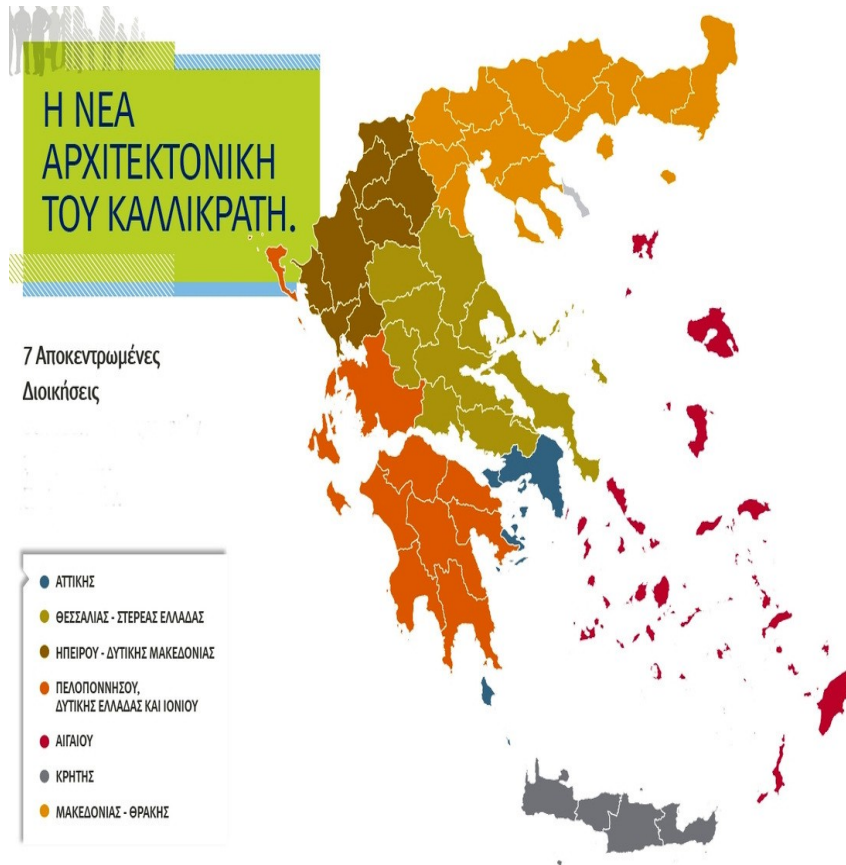 Η ΝΕΑ
ΑΡΧΙΤΕΚΤΟΝΙΚΗ
ΤΟΥ ΚΑΛΛΙΚΡΑΤΗ.
7 Αποκεντρωμένες
Διοικήσεις
ΑΤΤΙΚΗΣ
ΘΕΣΣΑΛΙΑΣ - ΣΤΕΡΕΑΣ ΕΛΛΑΔΑΣ
ΗΠΕΙΡΟΥ - ΔΥΤΙΚΗΣ ΜΑΚΕΔΟΝΙΑΣ
ΠΕΛΟΠΟΝΝΗΣΟΥ,
ΔΥΤΙΚΗΣ ΕΛΛΑΔΑΣ ΚΑΙ ΙΟΝΙΟΥ
ΑΙΓΑΙΟΥ
ΚΡΗΤΗΣ
ΜΑΚΕΔΟΝΙΑΣ - ΘΡΑΚΗΣ